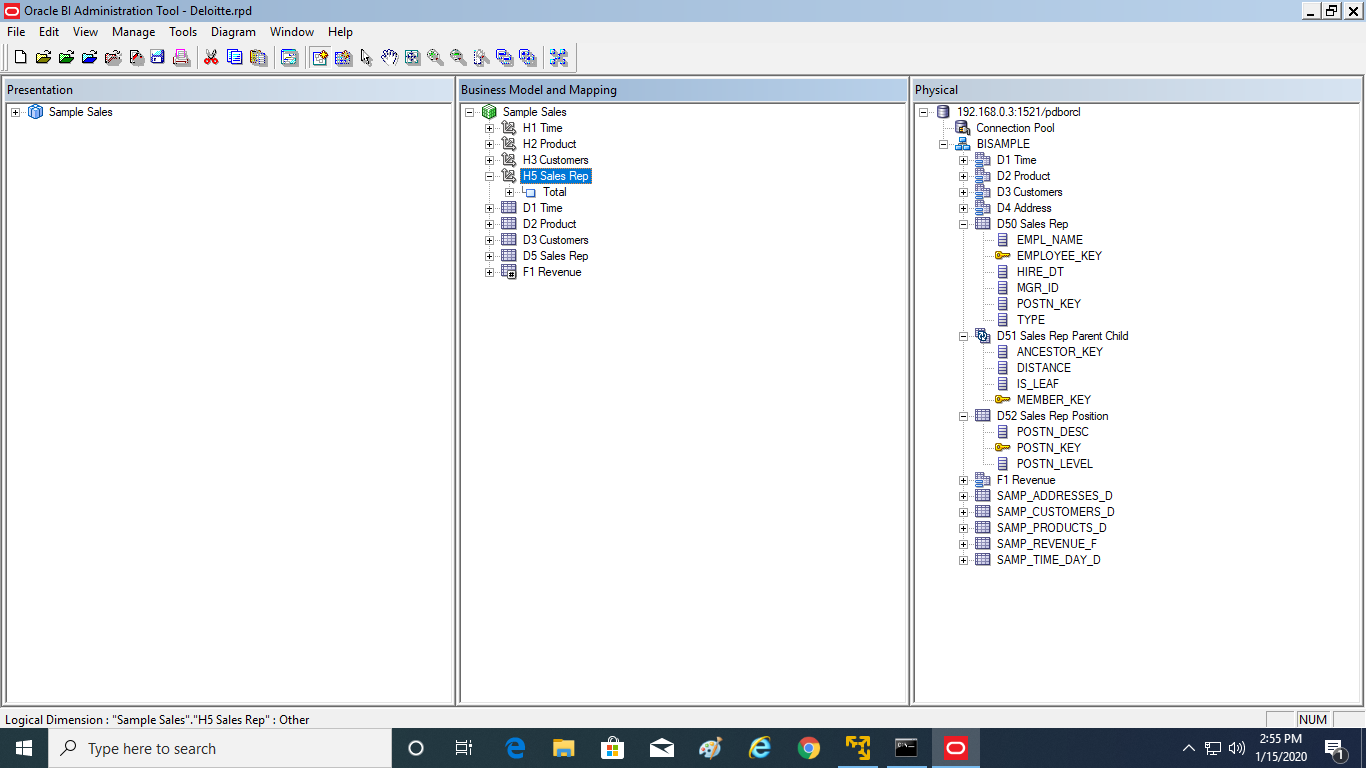 Oracle BI Administration Tool - Deloitte.rpd
File Edit View Manage Tools Diagram Window Help
Presentation
Sample Sales
Business Model and Mapping
Sample Sales
H1 Time
H2 Product
H3 Customers
H5 Sales Rep
Total
D1 Time
D2 Product
D3 Customers
D5 Sales Rep
F1 Revenue
Physical
192.168.0.3:1521/pdborcl
Connection Pool
BISAMPLE
D1 Time
D2 Product
D3 Customers
D4 Address
D50 Sales Rep
EMPL_NAME
EMPLOYEE_KEY
HIRE_DT
MGR_ID
POSTN_KEY
TYPE
D51 Sales Rep Parent Child
ANCESTOR_KEY
DISTANCE
IS_LEAF
MEMBER_KEY
D52 Sales Rep Position
POSTN_DESC
POSTN_KEY
POSTN_LEVEL
F1 Revenue
SAMP_ADDRESSES_D
SAMP_CUSTOMERS_D
SAMP_PRODUCTS_D
SAMP_REVENUE_F
SAMP_TIME_DAY_D
Logical Dimension : "Sample Sales"."H5 Sales Rep" : Other
NUM
Type here to search
2:55 PM
1/15/2020
1